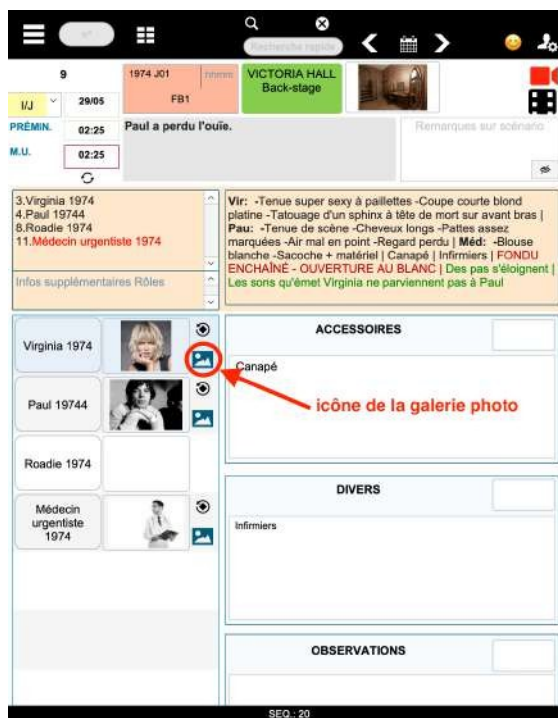 n°
Recherche rapide
9
1974 J01
VICTORIA HALL
Back-stage
I/J
29/05
FB1
PRÉMIN.
02:25
Paul a perdu l'ouïe.
Remarques sur scénario
M.U.
02:25
3.Virginia 1974
4.Paul 19744
8.Roadie 1974
11.Médecin urgentiste 1974
Infos supplémentaires Rôles
Vir: -Tenue super sexy à paillettes -Coupe courte blond
platine -Tatouage d'un sphinx à tête de mort sur avant bras |
Pau: -Tenue de scène -Cheveux longs -Pattes assez
marquées -Air mal en point -Regard perdu | Méd: -Blouse
blanche -Sacoche + matériel | Canapé | Infirmiers | FONDU
ENCHAÎNÉ - OUVERTURE AU BLANC | Des pas s'éloignent |
Les sons qu'émet Virginia ne parviennent pas à Paul
Virginia 1974
Paul 19744
Roadie 1974
Médecin
urgentiste
1974
ACCESSOIRES
Canapé
icône de la galerie photo
DIVERS
Infirmiers
OBSERVATIONS
SEQ.: 20